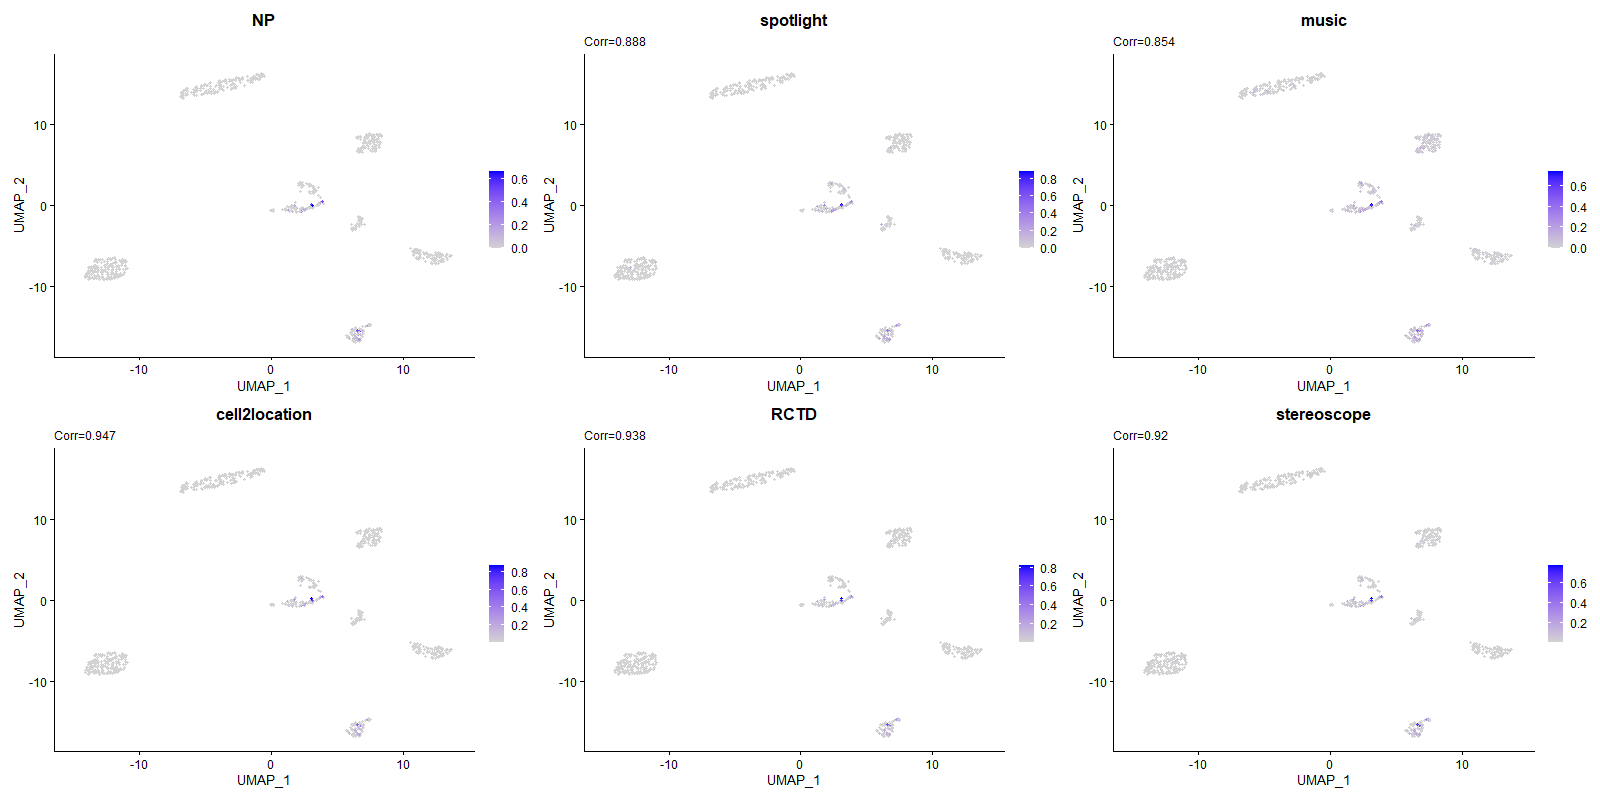 NP
spotlight
music
Corr=0.888
Corr=0.854
10
0
-10
UMAP_2
-10
0
10
UMAP_1
0.6
0.4
0.2
0.0
10
0
-10
UMAP_2
-10
0
10
UMAP_1
0.8
0.6
0.4
0.2
0.0
10
0
-10
UMAP_2
-10
0
10
UMAP_1
0.6
0.4
0.2
0.0
cell2location
RCTD
stereoscope
Corr=0.947
Corr=0.938
Corr=0.92
10
0
-10
UMAP_2
-10
0
10
UMAP_1
0.8
0.6
0.4
0.2
10
0
-10
UMAP_2
-10
0
10
UMAP_1
0.8
0.6
0.4
0.2
10
0
-10
UMAP_2
-10
0
10
UMAP_1
0.6
0.4
0.2